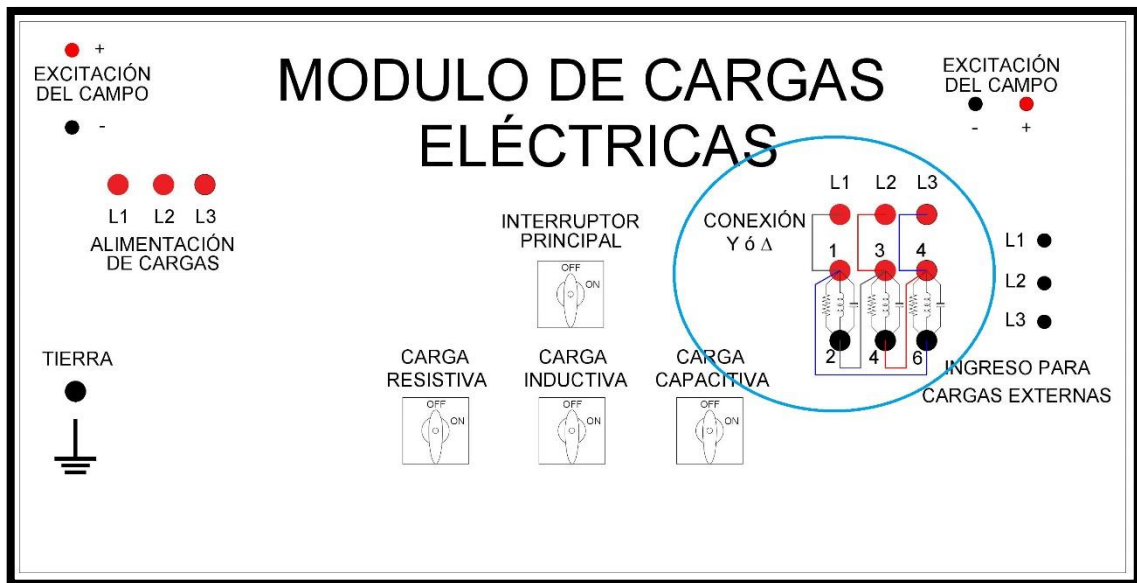 +
EXCITACIÓN
DEL CAMPO
-
MODULO DE CARGAS
ELÉCTRICAS
EXCITACIÓN
DEL CAMPO
- +
L1 L2 L3
ALIMENTACIÓN
DE CARGAS
INTERRUPTOR
PRINCIPAL
OFF
ON
CONEXIÓN
Y ó Δ
L1 L2 L3
1 3 4
2 4 6
L1
L2
L3
INGRESO PARA
CARGAS EXTERNAS
TIERRA
CARGA
RESISTIVA
OFF
ON
CARGA
INDUCTIVA
OFF
ON
CARGA
CAPACITIVA
OFF
ON